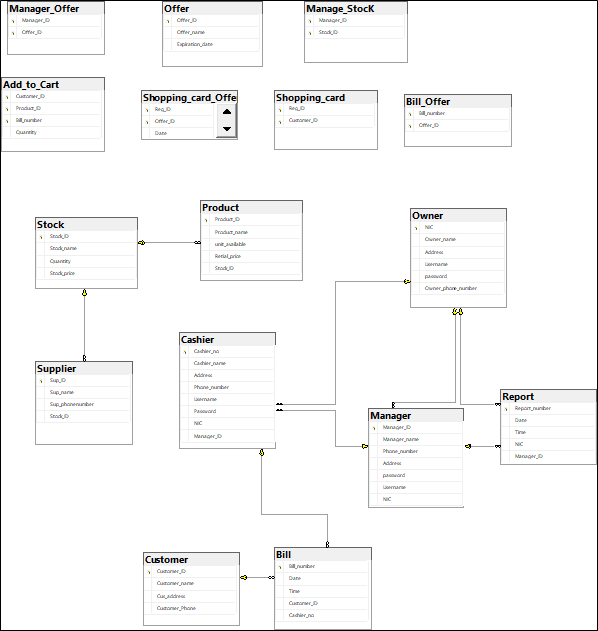 Manager_Offer
Manager_ID
Offer_ID
Offer
Offer_ID
Offer_name
Expiration_date
Manage_StocK
Manager_ID
Stock_ID
Add_to_Cart
Customer_ID
Product_ID
Bill_number
Quantity
Shopping_card_Offer
Req_ID
Offer_ID
Date
Shopping_card
Req_ID
Customer_ID
Bill_Offer
Bill_number
Offer_ID
Product
Product_ID
Product_name
unit_available
Retial_price
Stock_ID
Stock
Stock_ID
Stock_name
Quantity
Stock_price
Owner
NIC
Owner_name
Address
username
password
Owner_phone_number
Cashier
Cashier_no
Cashier_name
Address
Phone_number
username
Password
NIC
Manager_ID
Supplier
Sup_ID
Sup_name
Sup_phonenumber
Stock_ID
Manager
Manager_ID
Manager_name
Phone_number
Address
password
username
NIC
Report
Report_number
Date
Time
NIC
Manager_ID
Customer
Customer_ID
Customer_name
Cus_address
Customer_Phone
Bill
Bill_number
Date
Time
Customer_ID
Cashier_no